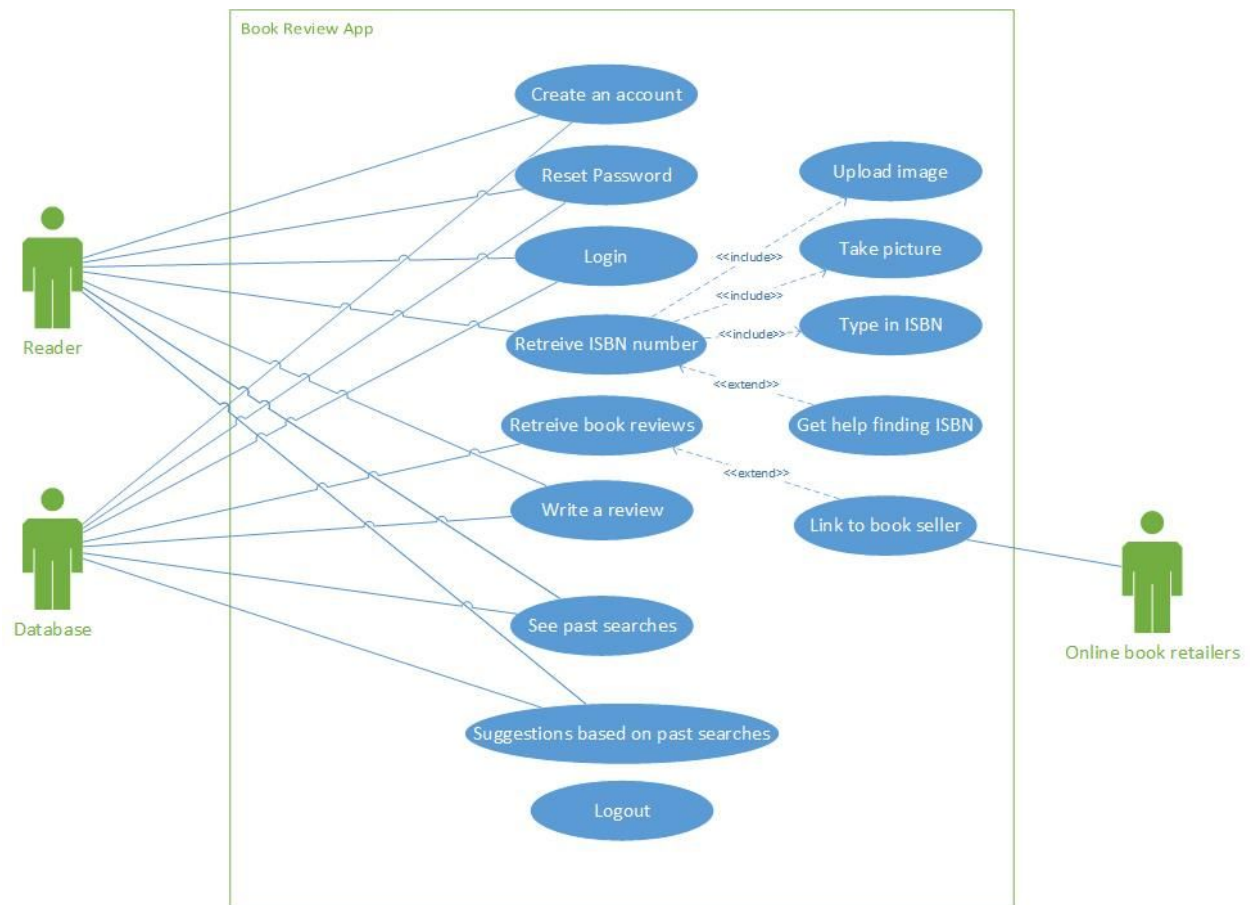 Book Review App
Create an account
Reset Password
Upload image
Login
Take picture
<<include>>
<<include>>
Type in ISBN
<<include>>
Retreive ISBN number
Reader
<<extend>>
Retreive book reviews
Get help finding ISBN
<<extend>>
Write a review
Link to book seller
Database
See past searches
Online book retailers
Suggestions based on past searches
Logout